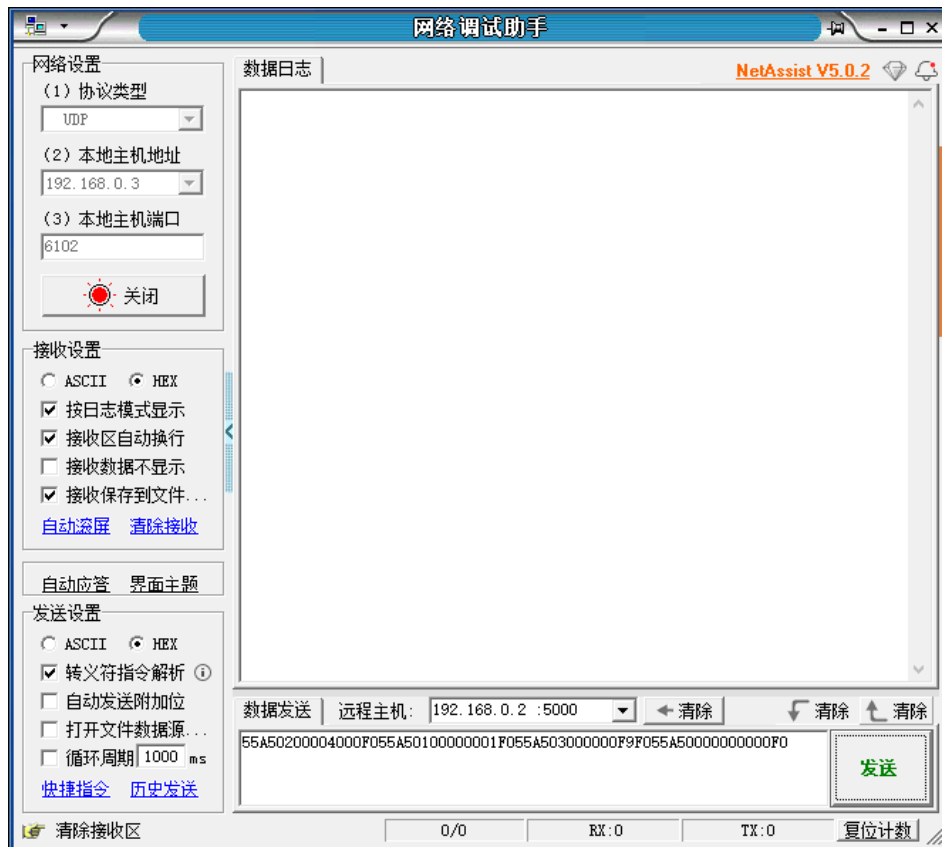 网络调试助手
网络设置
(1) 协议类型
UDP
(2) 本地主机地址
192.168.0.3
(3) 本地主机端口
6102
关闭
接收设置
ASCII HEX
按日志模式显示
接收区自动换行
接收数据不显示
接收保存到文件...
自动滚屏 清除接收
自动应答 界面主题
发送设置
ASCII HEX
转义符指令解析
自动发送附加位
打开文件数据源...
循环周期 1000 ms
快捷指令 历史发送
数据日志
NetAssist V5.0.2
数据发送 远程主机: 192.168.0.2 :5000 清除 清除 清除
55A50200004000F055A50100000001F055A503000000F9F055A50000000000F0
发送
清除接收区 0/0 RX:0 TX:0 复位计数